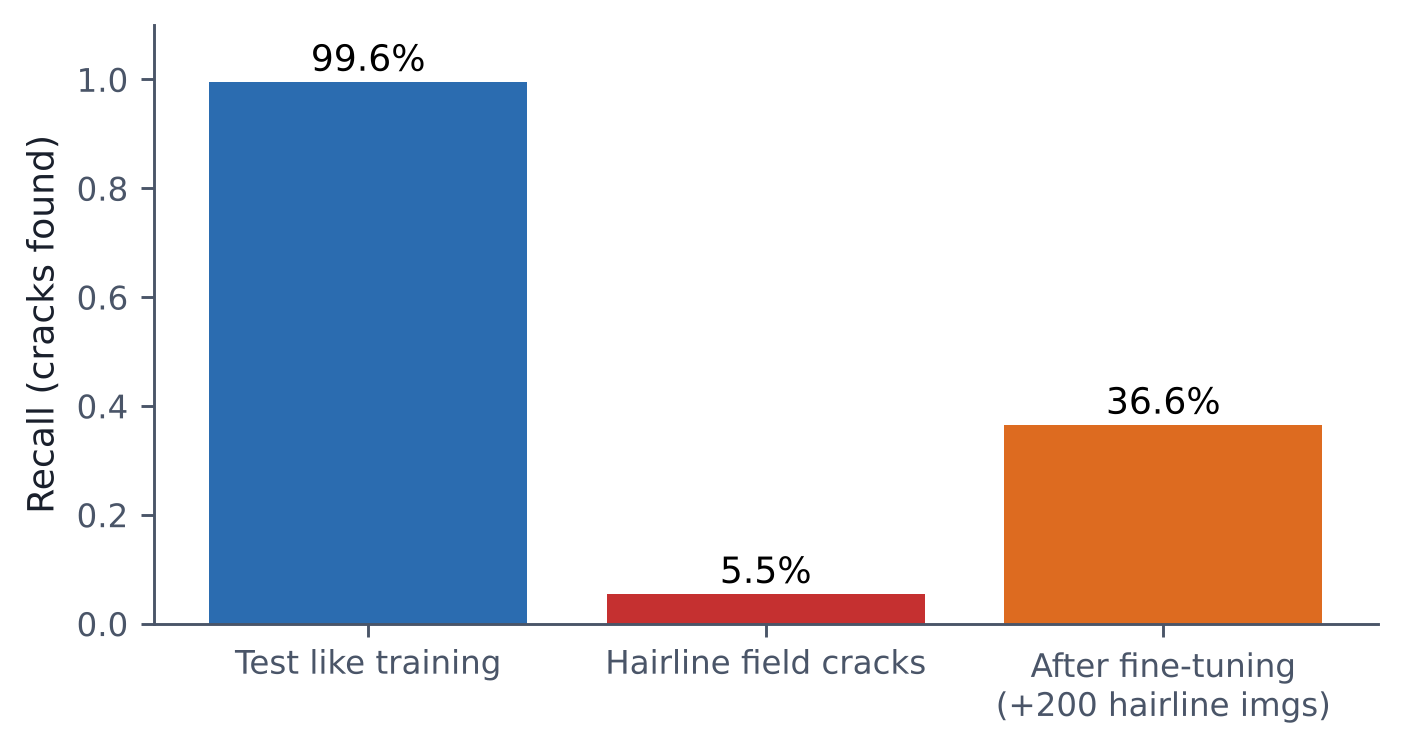 99.6%
1.0
0.8
0.6
0.4
0.2
0.0
Recall (cracks found)
5.5%
36.6%
Test like training
Hairline field cracks
After fine-tuning
(+200 hairline imgs)